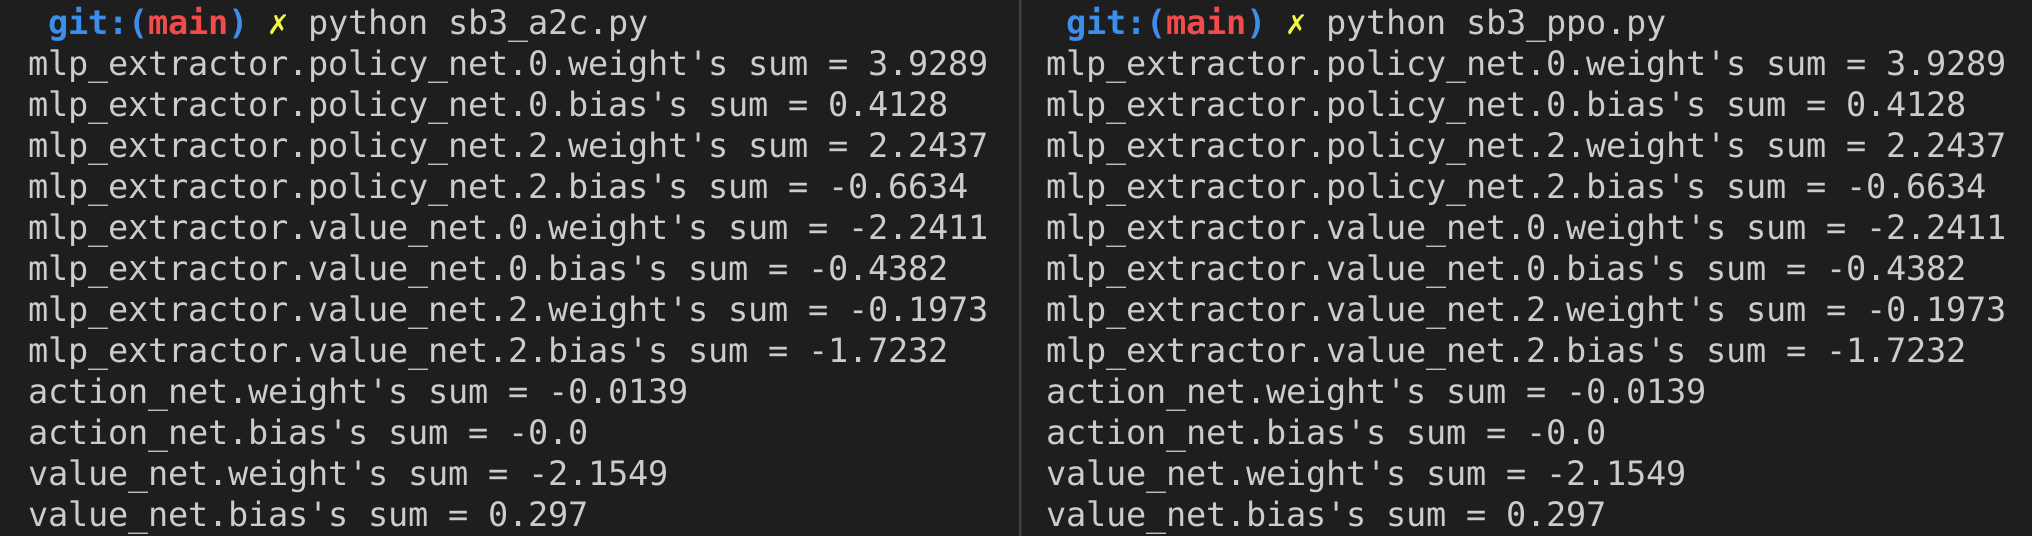 git:(main) ✗ python sb3_a2c.py
mlp_extractor.policy_net.0.weight's sum = 3.9289
mlp_extractor.policy_net.0.bias's sum = 0.4128
mlp_extractor.policy_net.2.weight's sum = 2.2437
mlp_extractor.policy_net.2.bias's sum = -0.6634
mlp_extractor.value_net.0.weight's sum = -2.2411
mlp_extractor.value_net.0.bias's sum = -0.4382
mlp_extractor.value_net.2.weight's sum = -0.1973
mlp_extractor.value_net.2.bias's sum = -1.7232
action_net.weight's sum = -0.0139
action_net.bias's sum = -0.0
value_net.weight's sum = -2.1549
value_net.bias's sum = 0.297
git:(main) ✗ python sb3_ppo.py
mlp_extractor.policy_net.0.weight's sum = 3.9289
mlp_extractor.policy_net.0.bias's sum = 0.4128
mlp_extractor.policy_net.2.weight's sum = 2.2437
mlp_extractor.policy_net.2.bias's sum = -0.6634
mlp_extractor.value_net.0.weight's sum = -2.2411
mlp_extractor.value_net.0.bias's sum = -0.4382
mlp_extractor.value_net.2.weight's sum = -0.1973
mlp_extractor.value_net.2.bias's sum = -1.7232
action_net.weight's sum = -0.0139
action_net.bias's sum = -0.0
value_net.weight's sum = -2.1549
value_net.bias's sum = 0.297